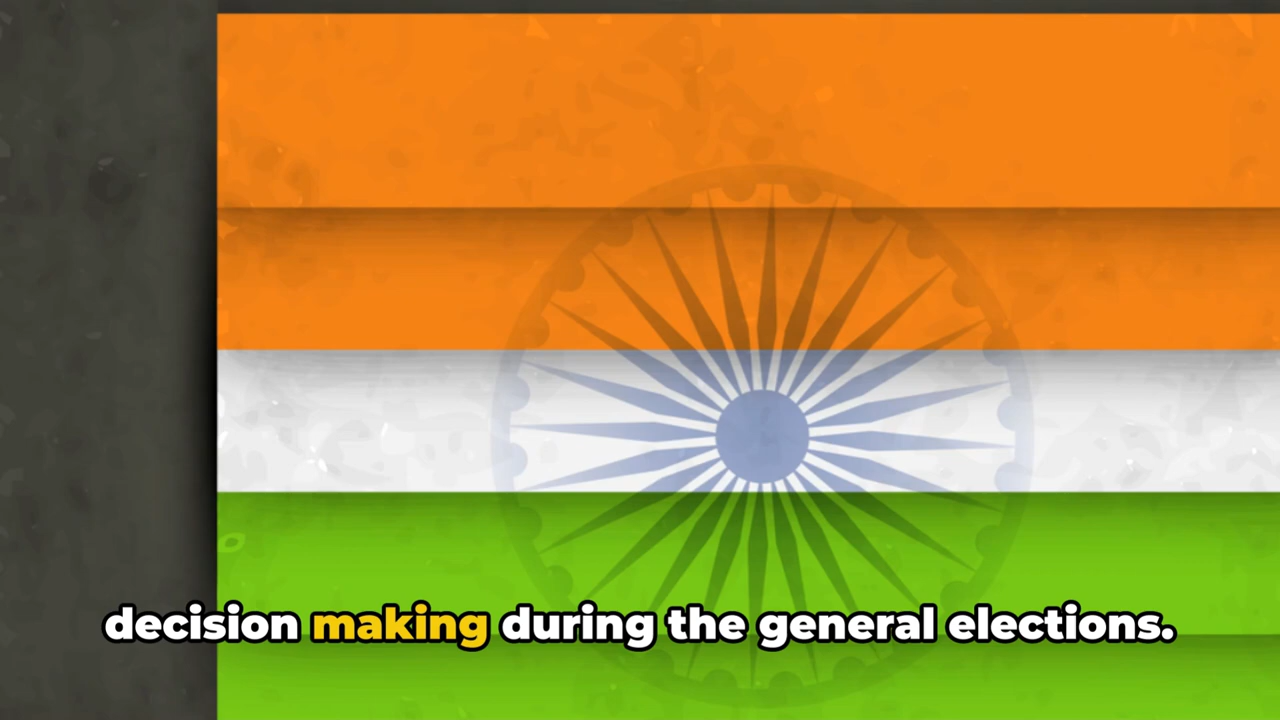 decision making during the general elections.